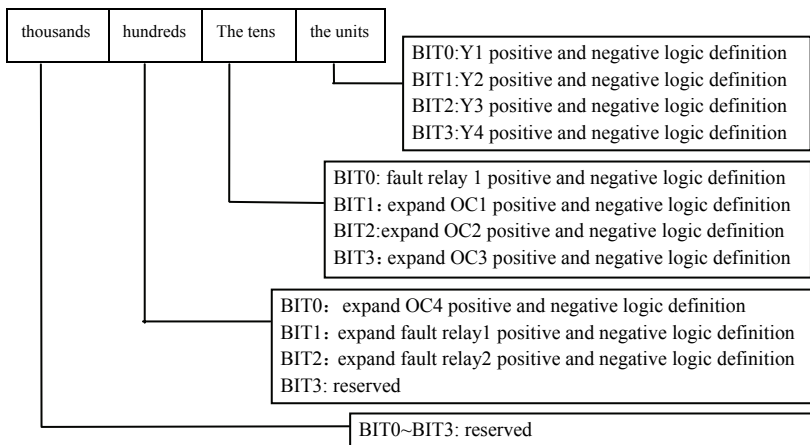 thousands hundreds The tens the units
BIT0:Y1 positive and negative logic definition
BIT1:Y2 positive and negative logic definition
BIT2:Y3 positive and negative logic definition
BIT3:Y4 positive and negative logic definition
BIT0: fault relay 1 positive and negative logic definition
BIT1：expand OC1 positive and negative logic definition
BIT2:expand OC2 positive and negative logic definition
BIT3：expand OC3 positive and negative logic definition
BIT0：expand OC4 positive and negative logic definition
BIT1：expand fault relay1 positive and negative logic definition
BIT2：expand fault relay2 positive and negative logic definition
BIT3: reserved
BIT0~BIT3: reserved